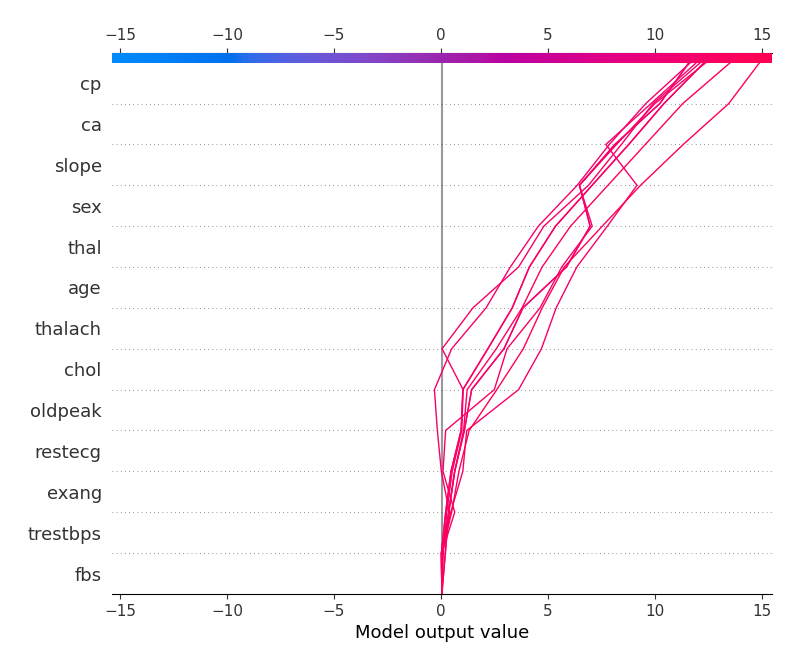 −15 −10 −5 0 5 10 15
cp
ca
slope
sex
thal
age
thalach
chol
oldpeak
restecg
exang
trestbps
fbs
−15 −10 −5 0 5 10 15
Model output value